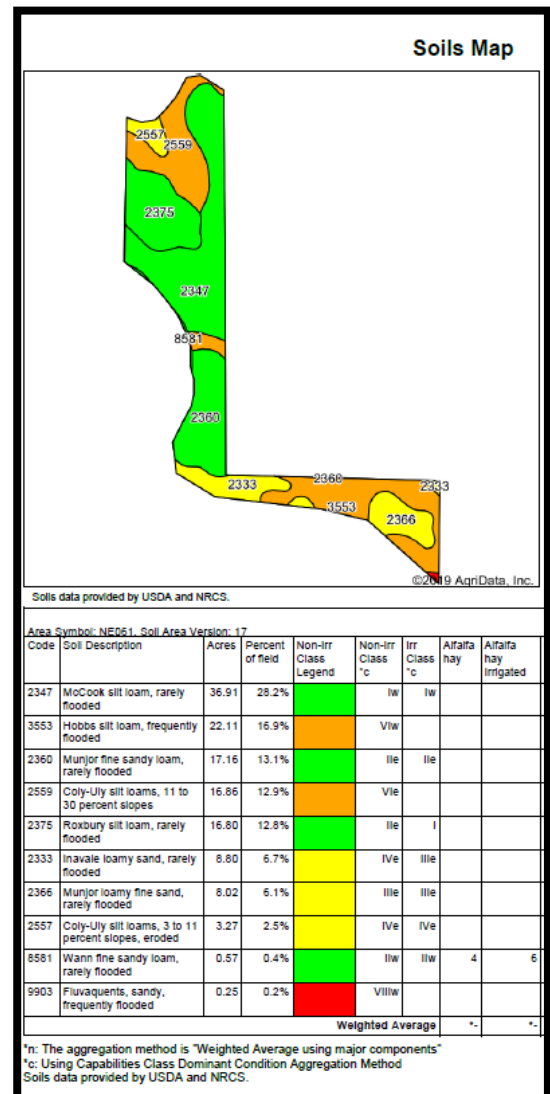 Soils Map
2557
2559
2375
2347
8581
2360
2333
2360
2333
3553
2366
©2019 AgriData, Inc.
Soils data provided by USDA and NRCS.
Area Symbol: NE061, Soil Area Version: 17
Code Soil Description Acres Percent of field Non-Irr Class Legend Non-Irr Class *c Irr Class *c Alfalfa hay Alfalfa hay Irrigated
2347 McCook silt loam, rarely flooded 36.91 28.2% Iw Iw
3553 Hobbs silt loam, frequently flooded 22.11 16.9% VIw
2360 Munjor fine sandy loam, rarely flooded 17.16 13.1% IIe IIe
2559 Coly-Uly silt loams, 11 to 30 percent slopes 16.86 12.9% VIe
2375 Roxbury silt loam, rarely flooded 16.80 12.8% IIe I
2333 Inavale loamy sand, rarely flooded 8.80 6.7% IVe IIIe
2366 Munjor loamy fine sand, rarely flooded 8.02 6.1% IIIe IIIe
2557 Coly-Uly silt loams, 3 to 11 percent slopes, eroded 3.27 2.5% IVe IVe
8581 Wann fine sandy loam, rarely flooded 0.57 0.4% IIw IIw 4 6
9903 Fluvaquents, sandy, frequently flooded 0.25 0.2% VIIIw
Weighted Average *- *-
*n: The aggregation method is "Weighted Average using major components"
*c: Using Capabilities Class Dominant Condition Aggregation Method
Soils data provided by USDA and NRCS.